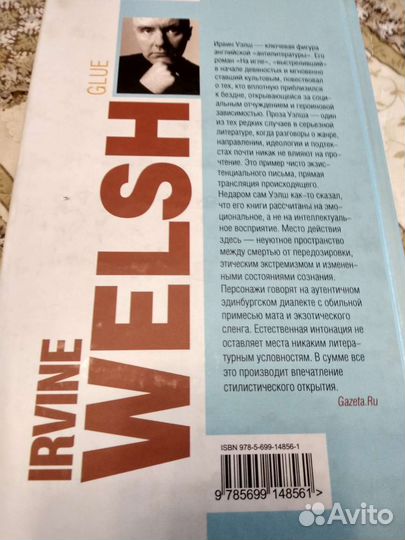 GLUE
IRVINE
WELSH
Ирвин Уэлш — ключевая фигура
английской «антилитературы». Его
роман «На игле», «выстреливший»
в начале девяностых и мгновенно
ставший культовым, повествовал
о тех, кто вплотную приблизился
к бездне, открывающейся за соци-
альным отчуждением и героиновой
зависимостью. Проза Уэлша — один
из тех редких случаев в серьезной
литературе, когда разговоры о жанре,
направлении, идеологии и подтек-
стах почти никак не влияют на про-
чтение. Это пример чисто экзис-
тенциального письма, прямая
трансляция происходящего.
Недаром сам Уэлш как-то сказал,
что его книги рассчитаны на эмо-
циональное, а не на интеллектуаль-
ное восприятие. Место действия
здесь — неуютное пространство
между смертью от передозировки,
этическим экстремизмом и изменен-
ными состояниями сознания.
Персонажи говорят на аутентичном
эдинбургском диалекте с обильной
примесью мата и экзотического
сленга. Естественная интонация не
оставляет места никаким литера-
турным условностям. В сумме все
это производит впечатление
стилистического открытия.
Gazeta.Ru
ISBN 978-5-699-14856-1
9 785699 148561>
Avito